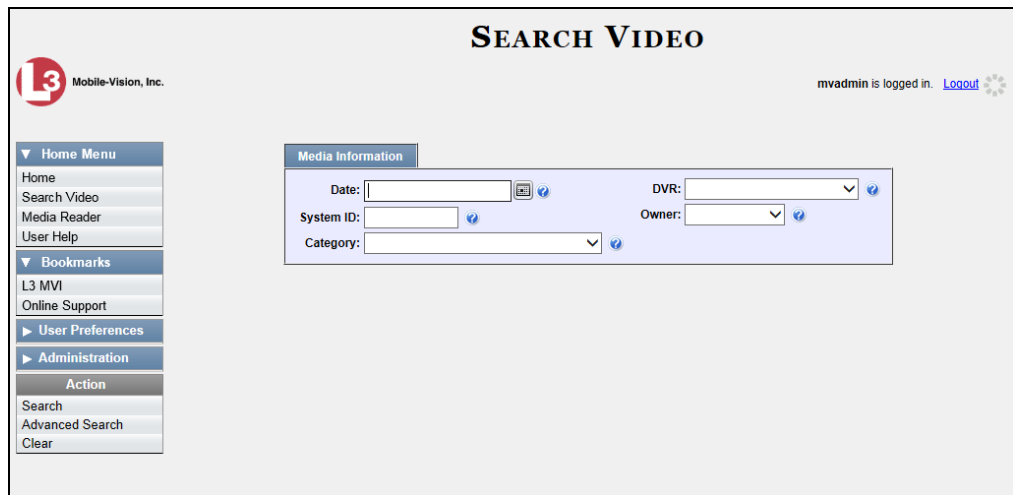 SEARCH VIDEO
L3 Mobile-Vision, Inc.
mvadmin is logged in. Logout
▼ Home Menu
Home
Search Video
Media Reader
User Help
▼ Bookmarks
L3 MVI
Online Support
▶ User Preferences
▶ Administration
Action
Search
Advanced Search
Clear
Media Information
Date: ? DVR: ?
System ID: ? Owner: ?
Category: ?